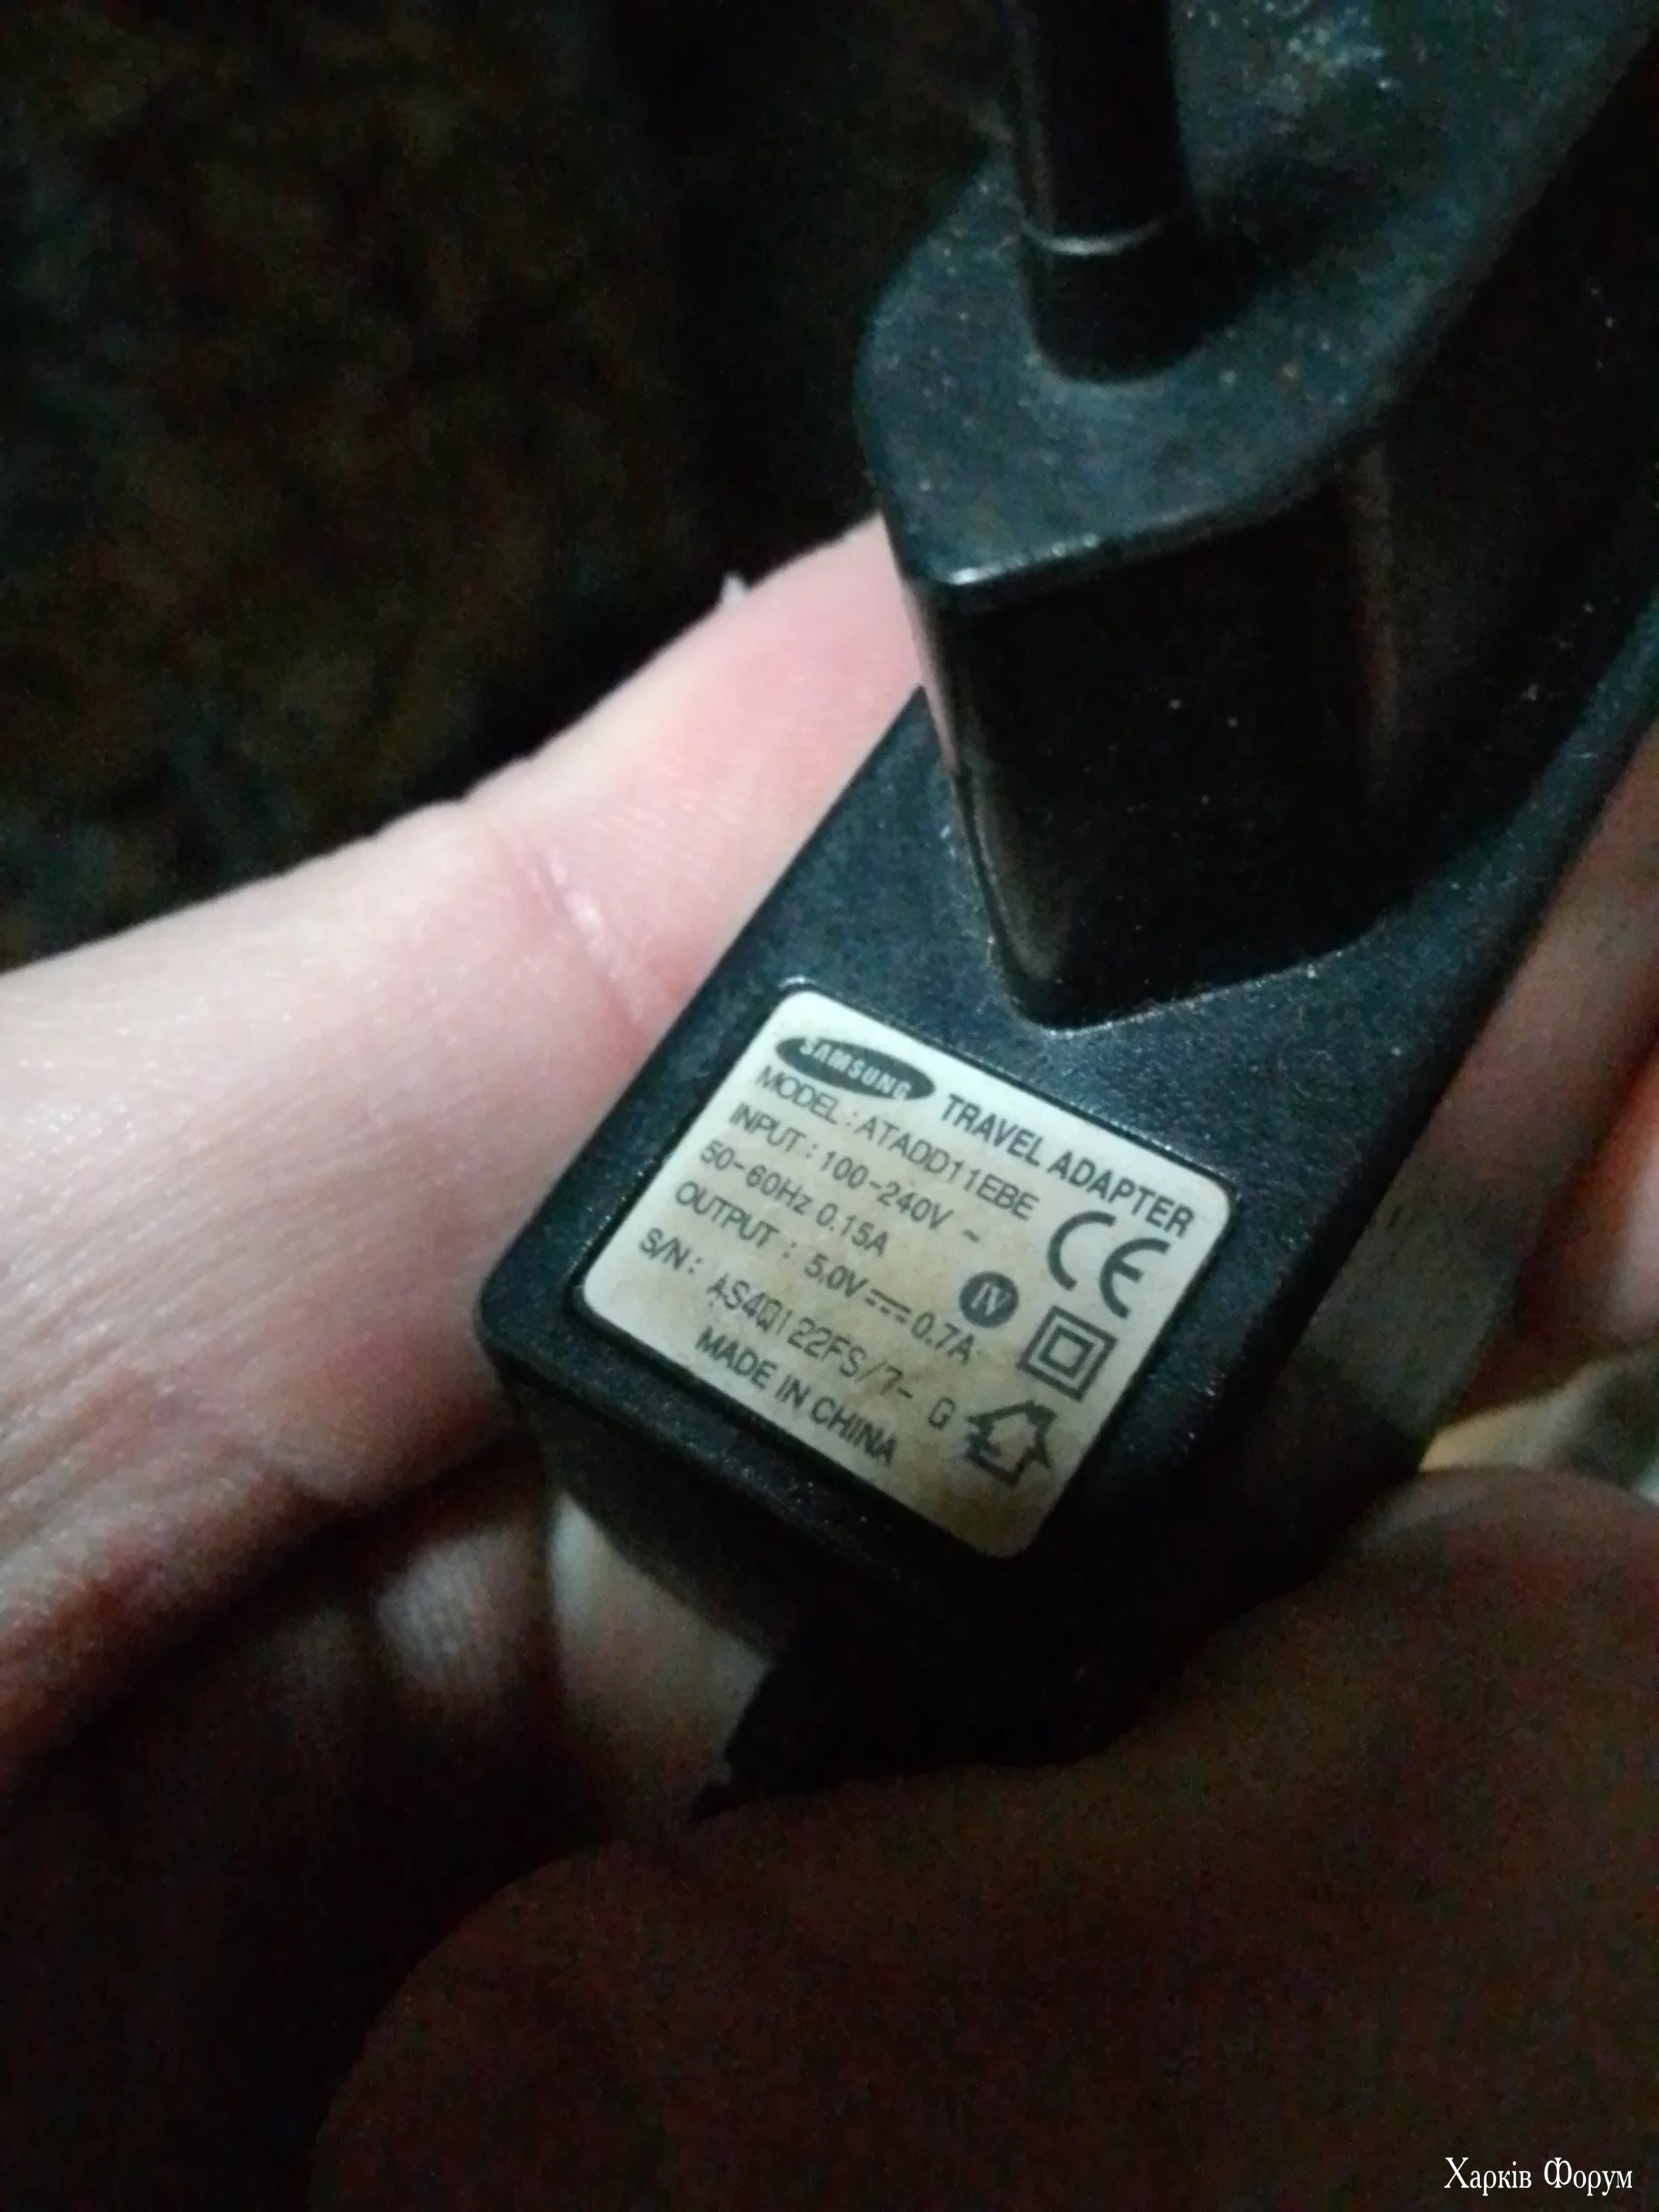 SAMSUNG TRAVEL ADAPTER
MODEL : ATADD11EBE
INPUT : 100-240V ~
50-60Hz 0.15A
OUTPUT : 5.0V⎓0.7A
IV
CE
S/N : AS4Q122FS/7- G
MADE IN CHINA
Харків Форум